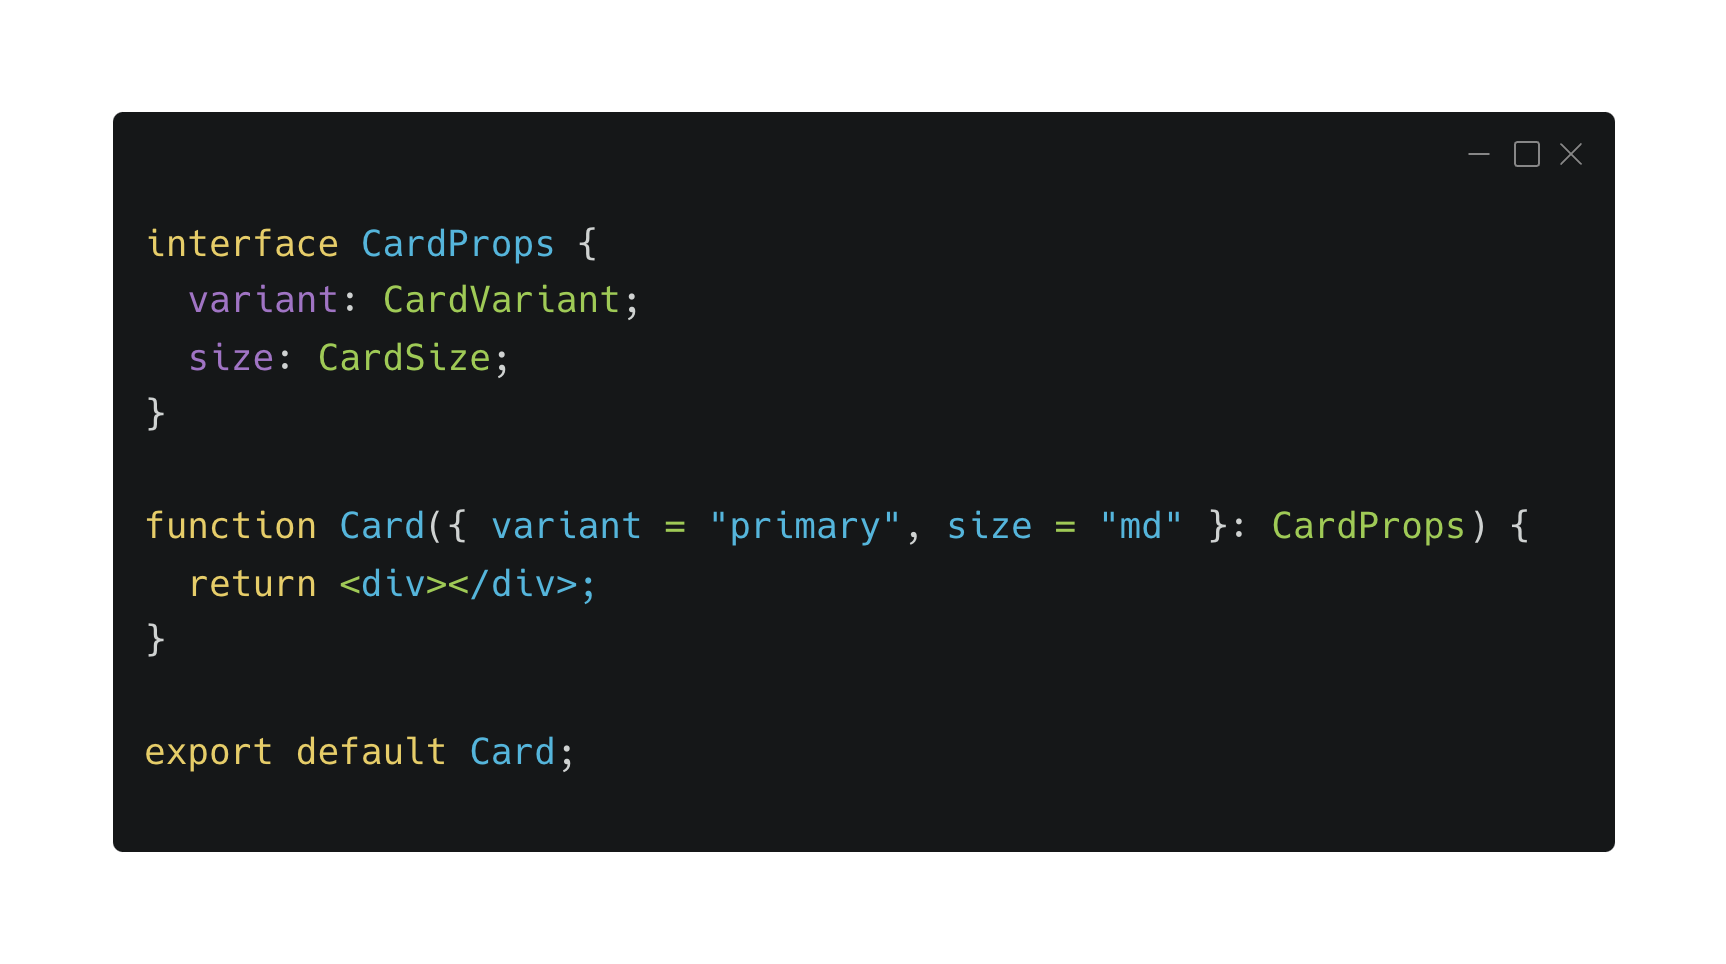 interface CardProps {
  variant: CardVariant;
  size: CardSize;
}

function Card({ variant = "primary", size = "md" }: CardProps) {
  return <div></div>;
}

export default Card;